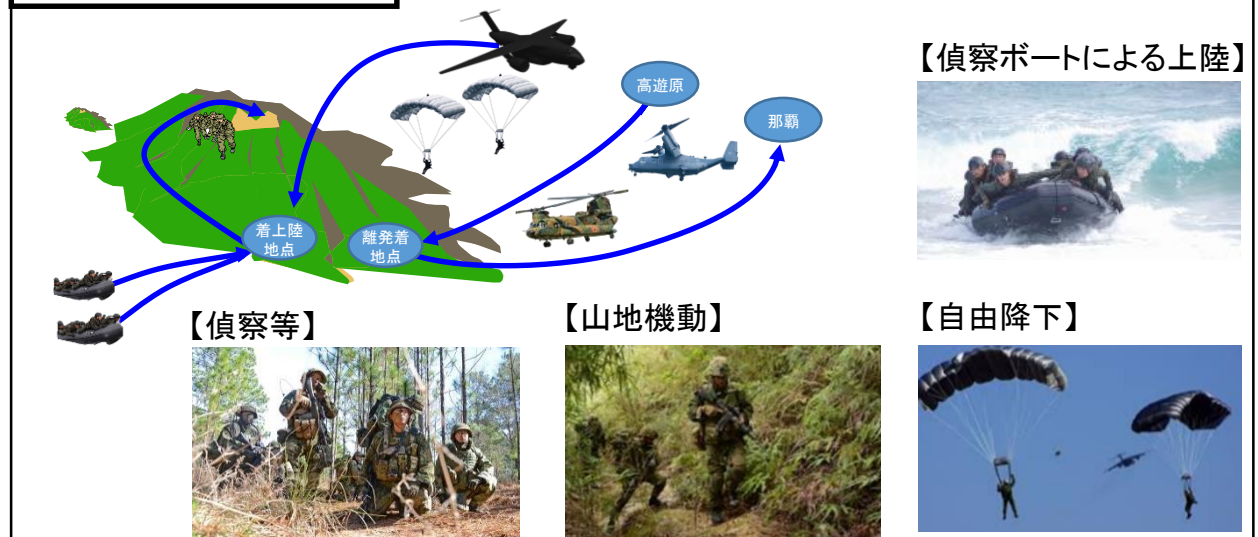 【偵察ボートによる上陸】
高遊原
那覇
着上陸
地点
離発着
地点
【偵察等】
【山地機動】
【自由降下】